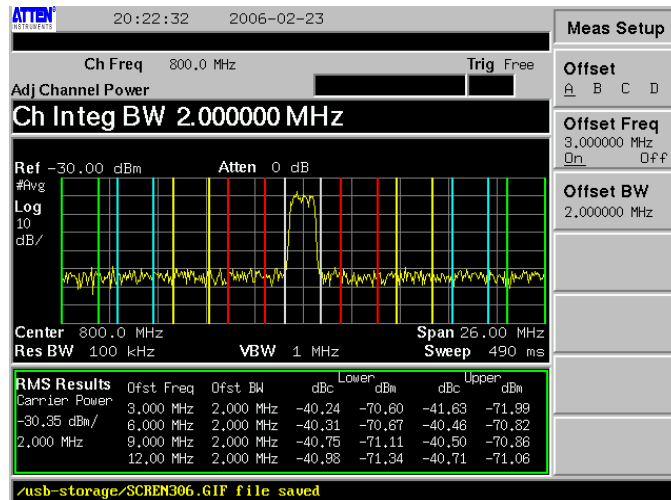 ATTEN INSTRUMENTS 20:22:32 2006-02-23
Ch Freq 800.0 MHz Trig Free
Adj Channel Power
Ch Integ BW 2.000000 MHz
Ref -30.00 dBm Atten 0 dB
#Avg
Log
10
dB/
Center 800.0 MHz Span 26.00 MHz
Res BW 100 kHz VBW 1 MHz Sweep 490 ms
RMS Results Ofst Freq Ofst BW Lower Upper
dBc dBm dBc dBm
Carrier Power 3.000 MHz 2.000 MHz -40.24 -70.60 -41.63 -71.99
-30.35 dBm/ 6.000 MHz 2.000 MHz -40.31 -70.67 -40.46 -70.82
2.000 MHz 9.000 MHz 2.000 MHz -40.75 -71.11 -40.50 -70.86
12.00 MHz 2.000 MHz -40.98 -71.34 -40.71 -71.06
/usb-storage/SCREN306.GIF file saved
Meas Setup
Offset
A B C D
Offset Freq
3.000000 MHz
On Off
Offset BW
2.000000 MHz